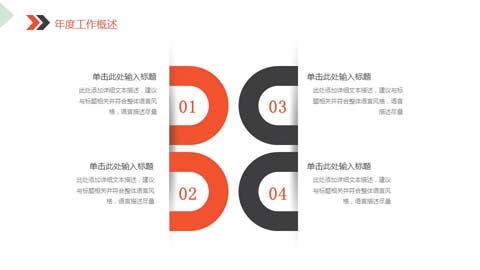 年度工作概述
单击此处输入标题
此处添加详细文本描述，建议
与标题相关并符合整体语言风
格，语言描述尽量
01
03
单击此处输入标题
此处添加详细文本描述，建议与标
题相关并符合整体语言风格，语言
描述尽量
单击此处输入标题
此处添加详细文本描述，建议
与标题相关并符合整体语言风
格，语言描述尽量
02
04
单击此处输入标题
此处添加详细文本描述，建议
与标题相关并符合整体语言风
格，语言描述尽量